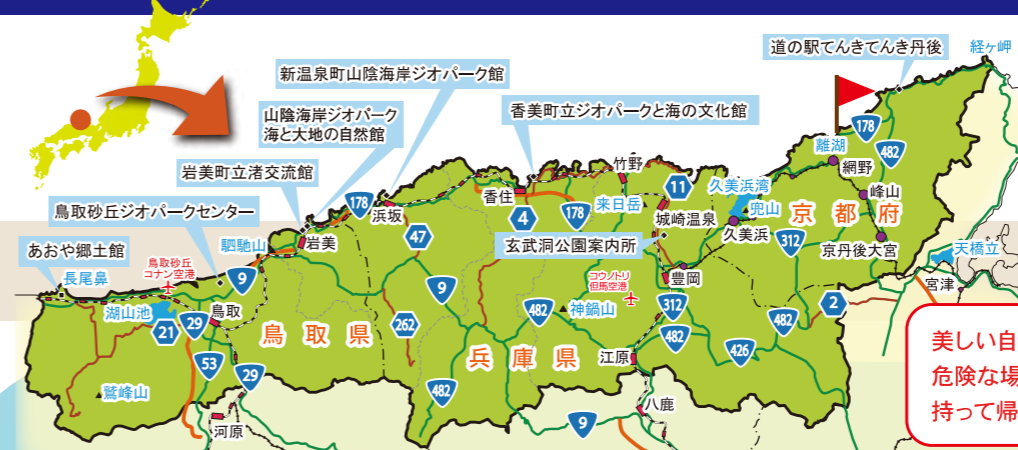 道の駅てんきてんき丹後
経ヶ岬
新温泉町山陰海岸ジオパーク館
山陰海岸ジオパーク
海と大地の自然館
香美町立ジオパークと海の文化館
岩美町立渚交流館
鳥取砂丘ジオパークセンター
あおや郷土館
玄武洞公園案内所
178
482
離湖
網野
峰山
竹野
11
久美浜湾
兜山
京都府
178
浜坂
香住
4
178
来日岳
城崎温泉
久美浜
312
京丹後大宮
47
岩美
駟馳山
9
鳥取砂丘
コナン空港
長尾鼻
天橋立
宮津
豊岡
コウノトリ
但馬空港
9
482
神鍋山
312
2
湖山池
鳥取
21
29
鳥取県
262
兵庫県
482
482
426
江原
53
29
鷲峰山
482
八鹿
河原
9
美しい自
危険な場
持って帰